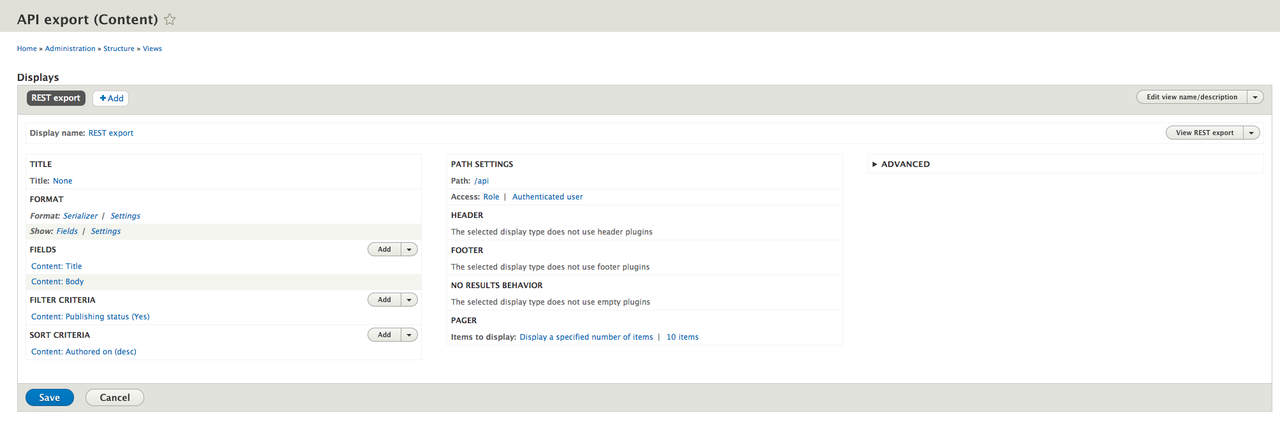 API export (Content)
Home » Administration » Structure » Views
Displays
REST export
+ Add
Edit view name/description
Display name: REST export
View REST export
TITLE
Title: None
FORMAT
Format: Serializer | Settings
Show: Fields | Settings
FIELDS
Add
Content: Title
Content: Body
FILTER CRITERIA
Add
Content: Publishing status (Yes)
SORT CRITERIA
Add
Content: Authored on (desc)
PATH SETTINGS
Path: /api
Access: Role | Authenticated user
HEADER
The selected display type does not use header plugins
FOOTER
The selected display type does not use footer plugins
NO RESULTS BEHAVIOR
The selected display type does not use empty plugins
PAGER
Items to display: Display a specified number of items | 10 items
ADVANCED
Save
Cancel